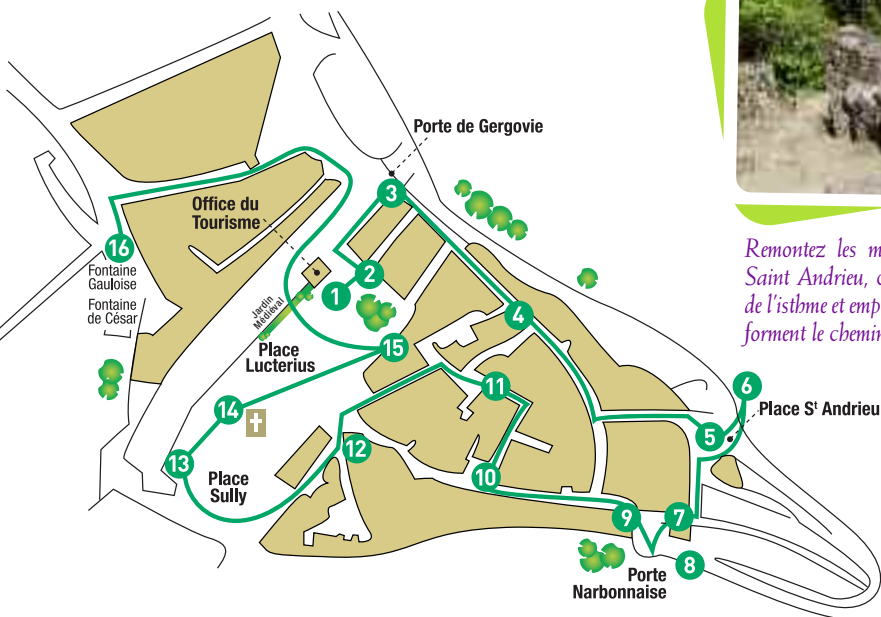 Porte de Gergovie
3
Office du
Tourisme
16
Fontaine
Gauloise
Fontaine
de César
2
1
Jardin
Médiéval
Place
Lucterius
4
15
Remontez les m
Saint Andrieu, c
de l'isthme et emp
forment le chemin
11
6
14
Place Sᵗ Andrieu
5
12
13
Place
Sully
10
9
7
8
Porte
Narbonnaise